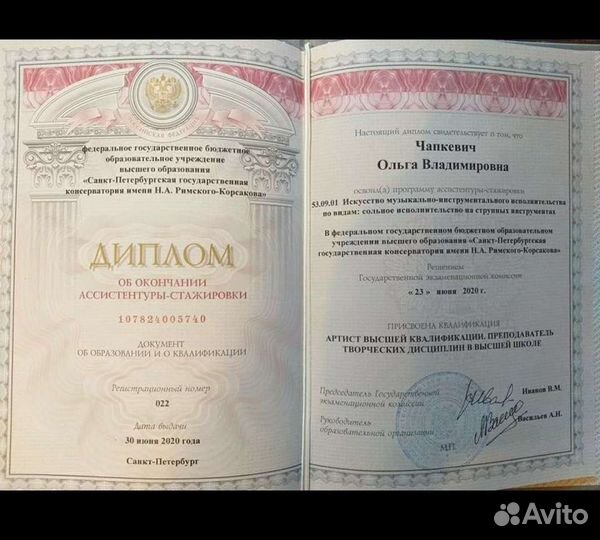 РОССИЙСКАЯ ФЕДЕРАЦИЯ
федеральное государственное бюджетное
образовательное учреждение
высшего образования
«Санкт-Петербургская государственная
консерватория имени Н.А. Римского-Корсакова»
ДИПЛОМ
ОБ ОКОНЧАНИИ
АССИСТЕНТУРЫ-СТАЖИРОВКИ
107824005740
ДОКУМЕНТ
ОБ ОБРАЗОВАНИИ И О КВАЛИФИКАЦИИ
Регистрационный номер
022
Дата выдачи
30 июня 2020 года
Санкт-Петербург
Настоящий диплом свидетельствует о том, что
Чапкевич
Ольга Владимировна
освоил(а) программу ассистентуры-стажировки
53.09.01 Искусство музыкально-инструментального исполнительства
по видам: сольное исполнительство на струнных инструментах
В федеральном государственном бюджетном образовательном
учреждении высшего образования «Санкт-Петербургская
государственная консерватория имени Н.А. Римского-Корсакова»
Решением
Государственной экзаменационной комиссии
« 23 » июня 2020 г.
ПРИСВОЕНА КВАЛИФИКАЦИЯ
АРТИСТ ВЫСШЕЙ КВАЛИФИКАЦИИ. ПРЕПОДАВАТЕЛЬ
ТВОРЧЕСКИХ ДИСЦИПЛИН В ВЫСШЕЙ ШКОЛЕ
Председатель Государственной
экзаменационной комиссии
Иванов В.М.
Руководитель
образовательной организации
Васильев А.Н.
М.П.
Avito